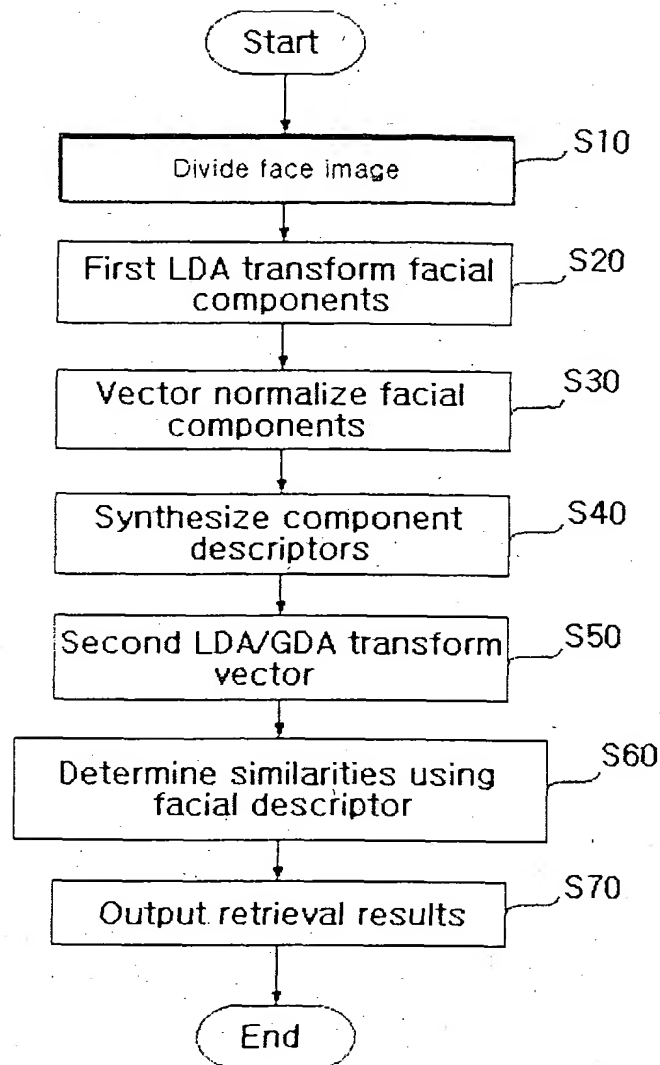 Start
S10
Divide face image
S20
First LDA transform facial
components
S30
Vector normalize facial
components
S40
Synthesize component
descriptors
S50
Second LDA/GDA transform
vector
S60
Determine similarities using
facial descriptor
S70
Output retrieval results
End